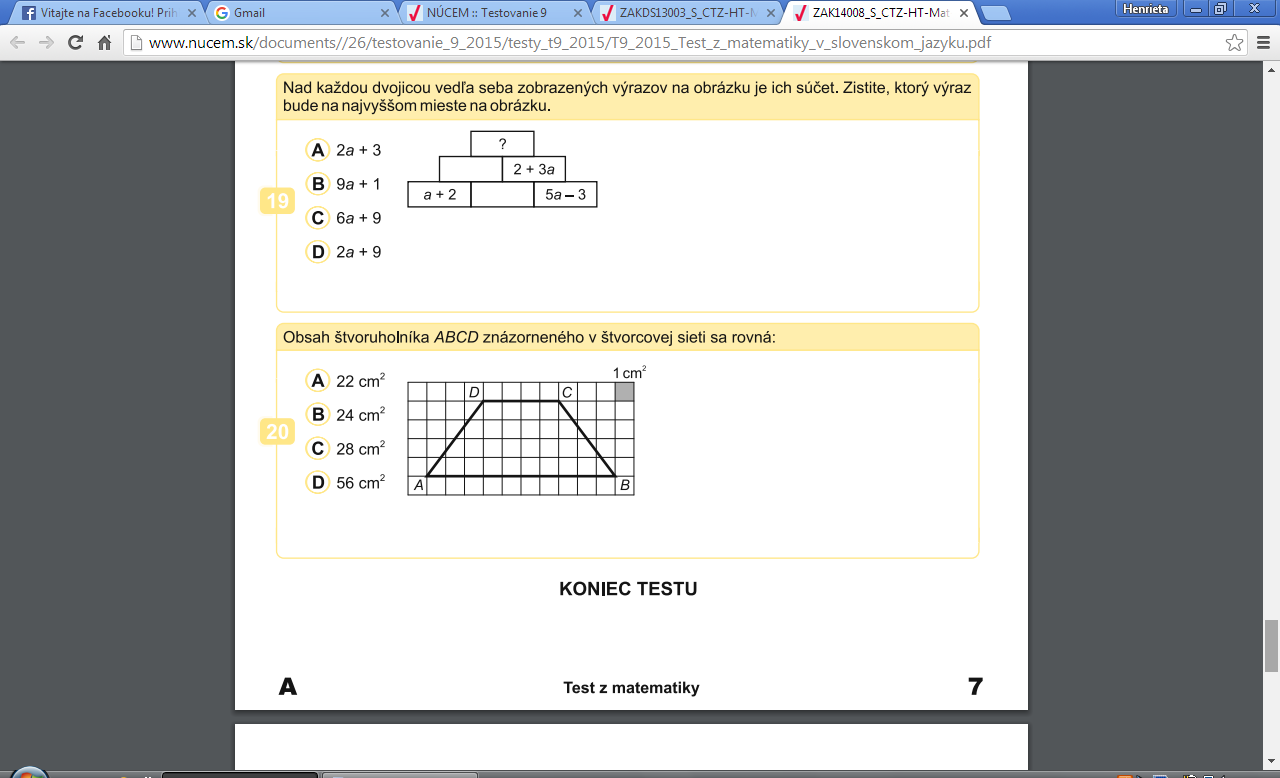 Vitajte na Facebooku! Prih
Gmail
NÚCEM :: Testovanie 9
ZAKDS13003_S_CTZ-HT-M
ZAK14008_S_CTZ-HT-Mat
Henrieta
www.nucem.sk/documents//26/testovanie_9_2015/testy_t9_2015/T9_2015_Test_z_matematiky_v_slovenskom_jazyku.pdf
Nad každou dvojicou vedľa seba zobrazených výrazov na obrázku je ich súčet. Zistite, ktorý výraz
bude na najvyššom mieste na obrázku.
19
A 2a + 3
B 9a + 1
C 6a + 9
D 2a + 9
?
2 + 3a
a + 2
5a – 3
Obsah štvoruholníka ABCD znázorneného v štvorcovej sieti sa rovná:
20
A 22 cm²
B 24 cm²
C 28 cm²
D 56 cm²
1 cm²
D C
A B
KONIEC TESTU
A Test z matematiky 7